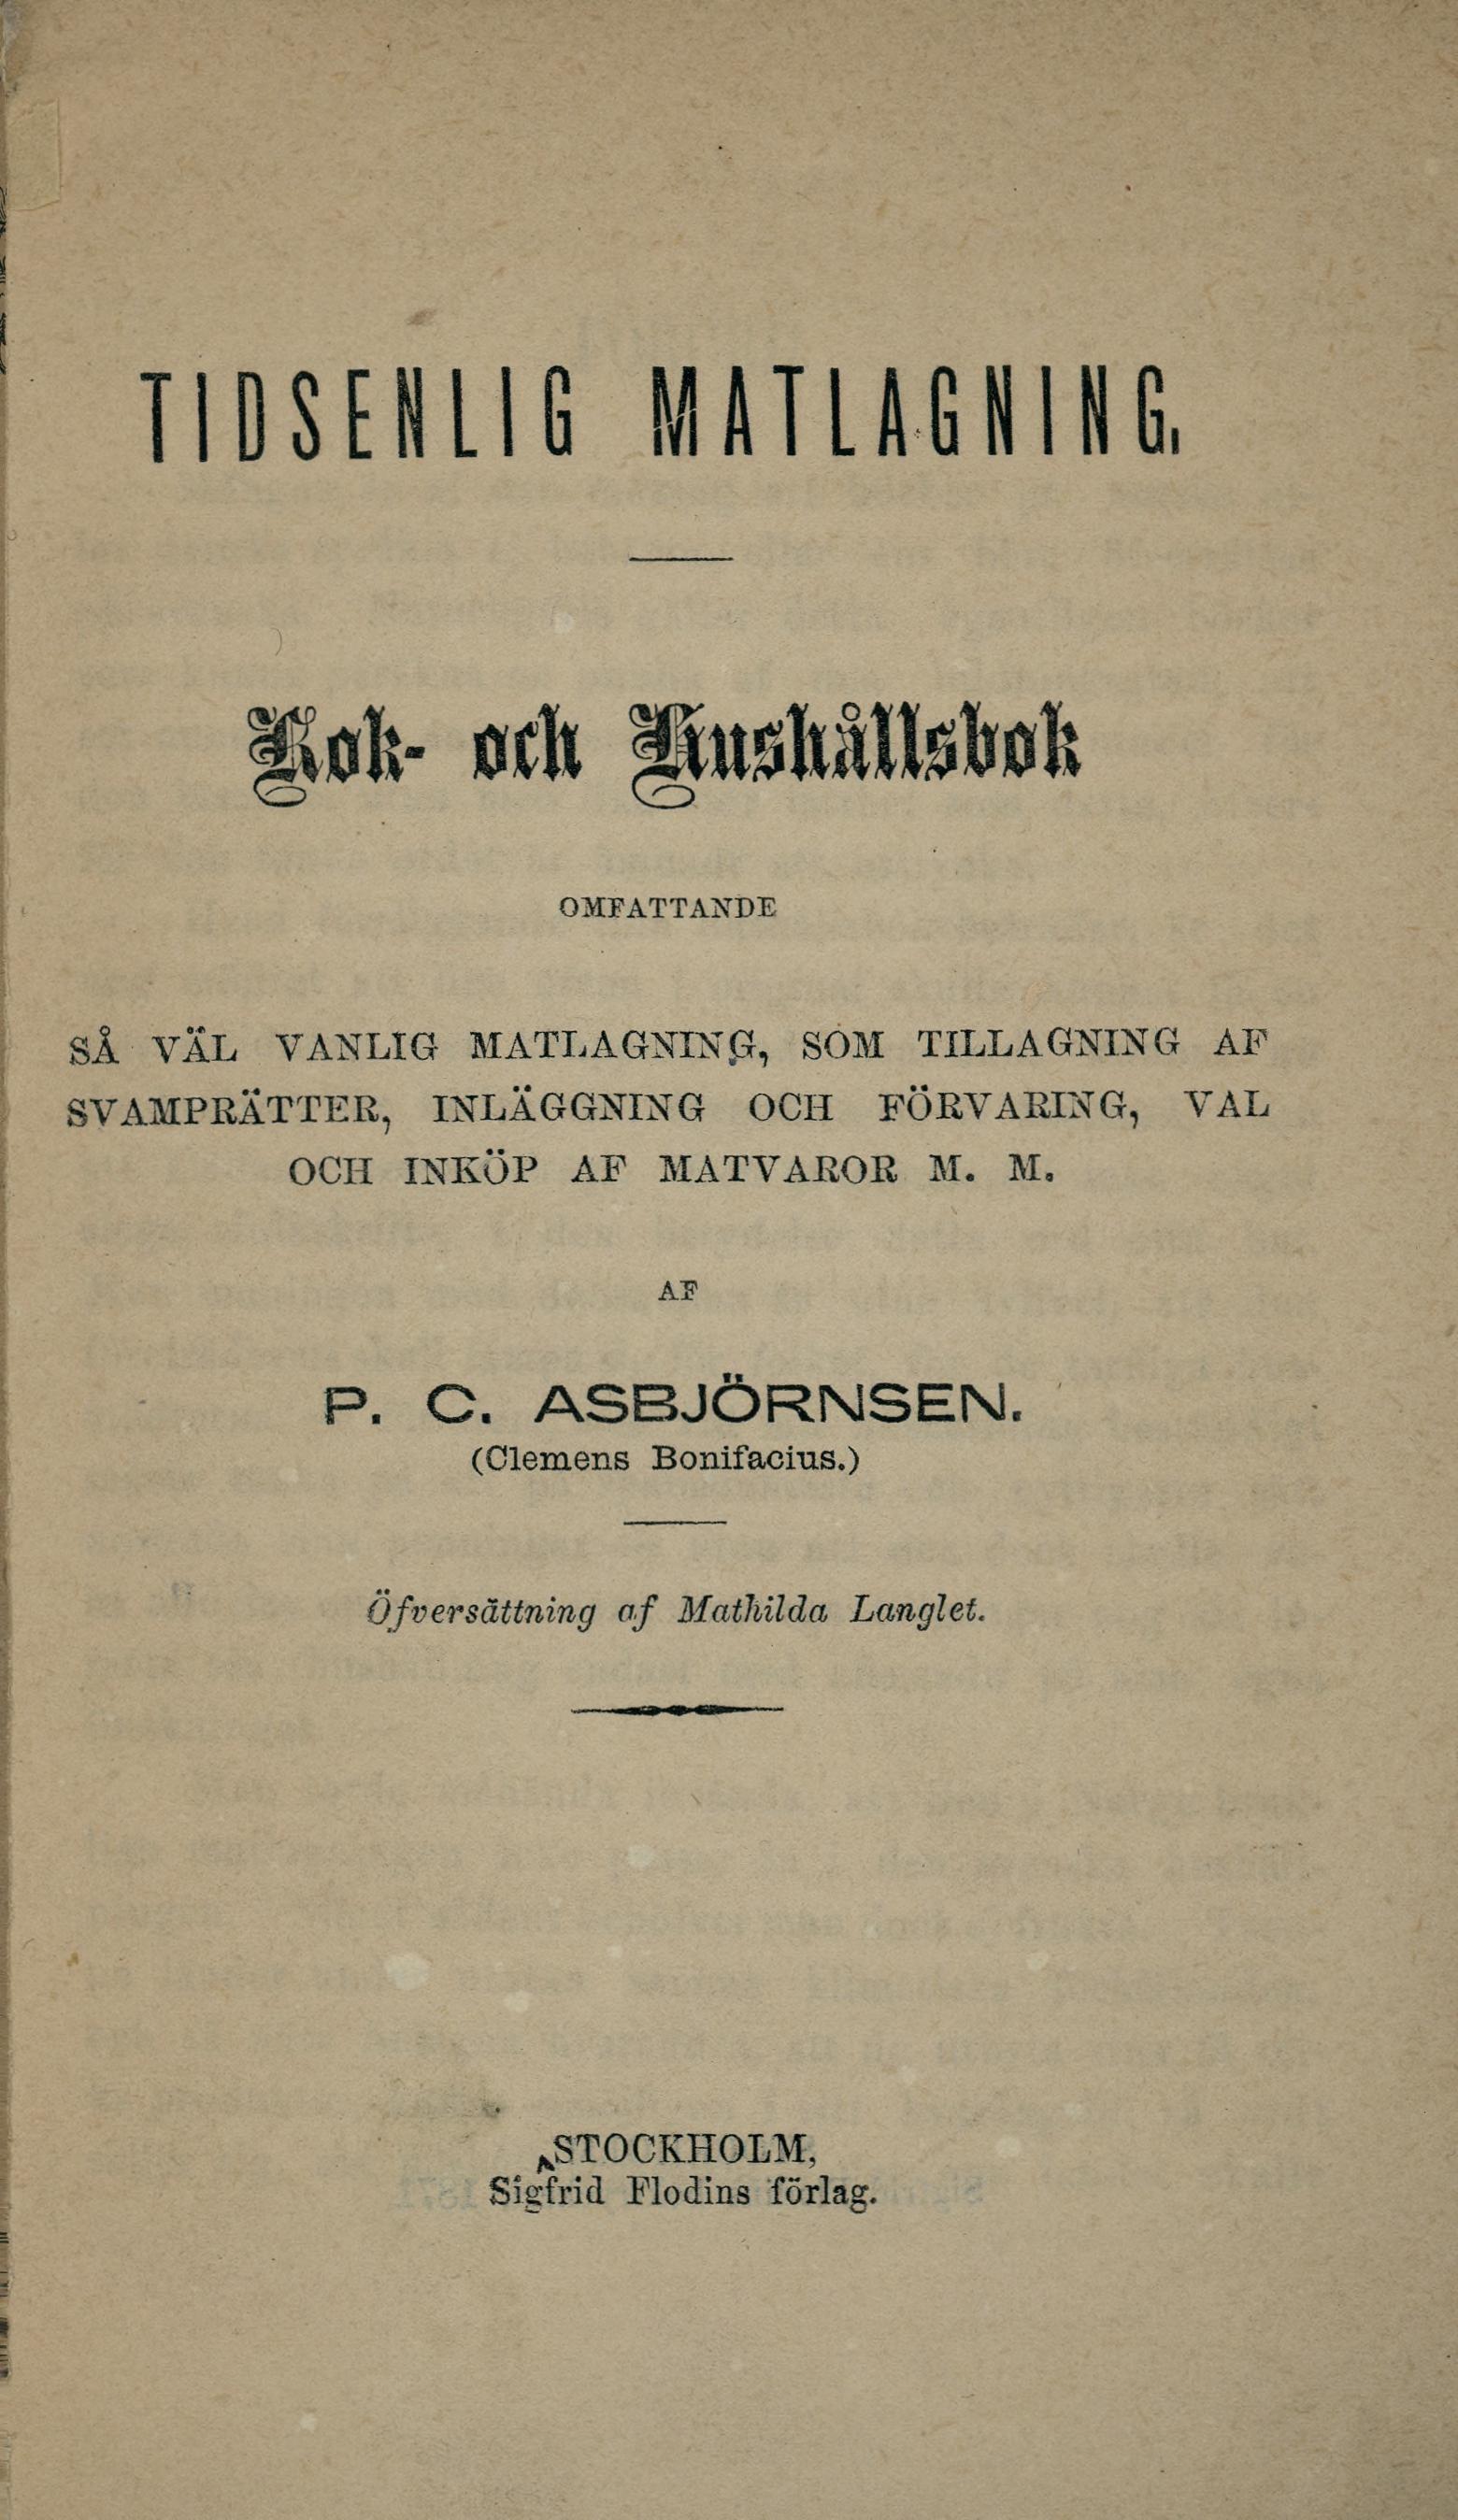 TIDSENLIG MATLAGNING.
Kok- och Hushållsbok
OMFATTANDE
SÅ VÄL VANLIG MATLAGNING, SOM TILLAGNING AF
SVAMPRÄTTER, INLÄGGNING OCH FÖRVARING, VAL
OCH INKÖP AF MATVAROR M. M.
AF
P. C. ASBJÖRNSEN.
(Clemens Bonifacius.)
Öfversättning af Mathilda Langlet.
STOCKHOLM,
Sigfrid Flodins förlag.